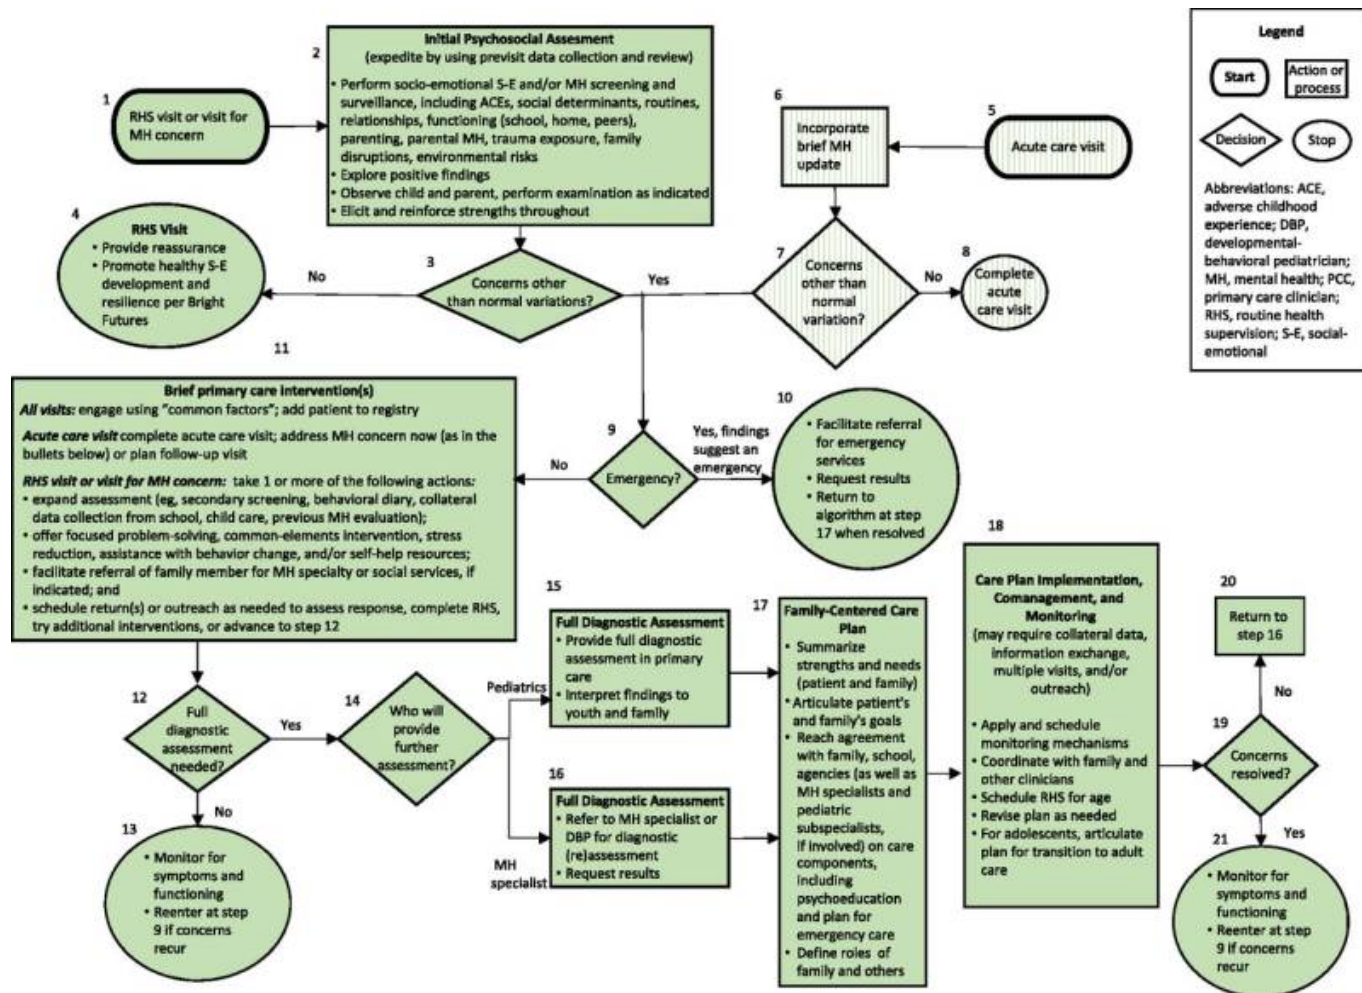 1
RHS visit or visit for
MH concern
2
Initial Psychosocial Assesment
(expedite by using previsit data collection and review)
• Perform socio-emotional S-E and/or MH screening and
surveillance, including ACEs, social determinants, routines,
relationships, functioning (school, home, peers),
parenting, parental MH, trauma exposure, family
disruptions, environmental risks
• Explore positive findings
• Observe child and parent, perform examination as indicated
• Elicit and reinforce strengths throughout
3
Concerns other
than normal variations?
No
Yes
4
RHS Visit
• Provide reassurance
• Promote healthy S-E
development and
resilience per Bright
Futures
5
Acute care visit
6
Incorporate
brief MH
update
7
Concerns
other than
normal
variation?
No
8
Complete
acute
care visit
Legend
Start
Action or
process
Decision
Stop
Abbreviations: ACE,
adverse childhood
experience; DBP,
developmental-
behavioral pediatrician;
MH, mental health; PCC,
primary care clinician;
RHS, routine health
supervision; S-E, social-
emotional
9
Emergency?
No
Yes, findings
suggest an
emergency
10
• Facilitate referral
for emergency
services
• Request results
• Return to
algorithm at step
17 when resolved
11
Brief primary care intervention(s)
All visits: engage using "common factors"; add patient to registry
Acute care visit complete acute care visit; address MH concern now (as in the
bullets below) or plan follow-up visit
RHS visit or visit for MH concern: take 1 or more of the following actions:
• expand assessment (eg, secondary screening, behavioral diary, collateral
data collection from school, child care, previous MH evaluation);
• offer focused problem-solving, common-elements intervention, stress
reduction, assistance with behavior change, and/or self-help resources;
• facilitate referral of family member for MH specialty or social services, if
indicated; and
• schedule return(s) or outreach as needed to assess response, complete RHS,
try additional interventions, or advance to step 12
12
Full
diagnostic
assessment
needed?
Yes
No
13
• Monitor for
symptoms and
functioning
• Reenter at step
9 if concerns
recur
14
Who will
provide
further
assessment?
Pediatrics
MH
specialist
15
Full Diagnostic Assessment
• Provide full diagnostic
assessment in primary
care
• Interpret findings to
youth and family
16
Full Diagnostic Assessment
• Refer to MH specialist or
DBP for diagnostic
(re)assessment
• Request results
17
Family-Centered Care
Plan
• Summarize
strengths and needs
(patient and family)
• Articulate patient's
and family's goals
• Reach agreement
with family, school,
agencies (as well as
MH specialists and
pediatric
subspecialists,
if involved) on care
components,
including
psychoeducation
and plan for
emergency care
• Define roles of
family and others
18
Care Plan Implementation,
Comanagement, and
Monitoring
(may require collateral data,
information exchange,
multiple visits, and/or
outreach)
• Apply and schedule
monitoring mechanisms
• Coordinate with family and
other clinicians
• Schedule RHS for age
• Revise plan as needed
• For adolescents, articulate
plan for transition to adult
care
19
Concerns
resolved?
No
Yes
20
Return to
step 16
21
• Monitor for
symptoms and
functioning
• Reenter at step
9 if concerns
recur